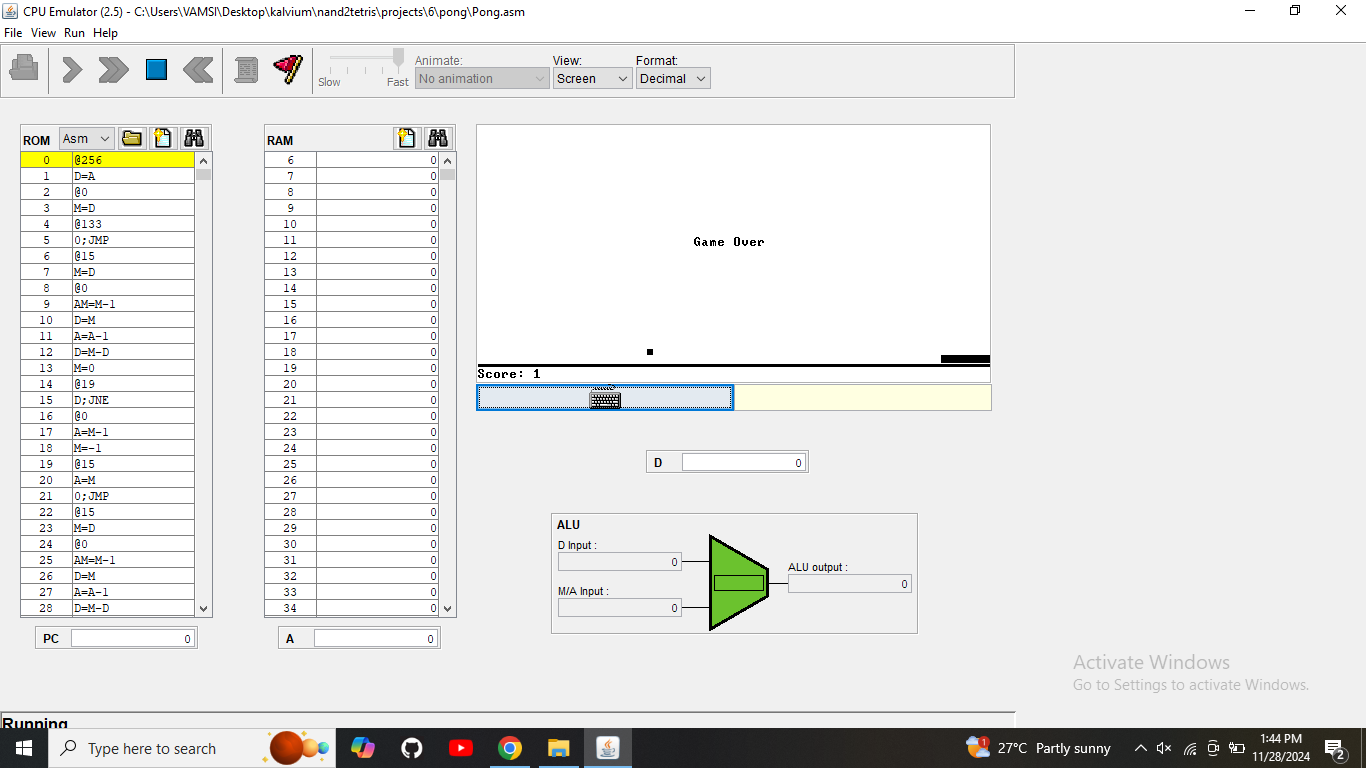 CPU Emulator (2.5) - C:\Users\VAMSI\Desktop\kalvium\nand2tetris\projects\6\pong\Pong.asm
File View Run Help
Slow Fast
Animate:
No animation
View:
Screen
Format:
Decimal
ROM Asm
0 @256
1 D=A
2 @0
3 M=D
4 @133
5 0;JMP
6 @15
7 M=D
8 @0
9 AM=M-1
10 D=M
11 A=A-1
12 D=M-D
13 M=0
14 @19
15 D;JNE
16 @0
17 A=M-1
18 M=-1
19 @15
20 A=M
21 0;JMP
22 @15
23 M=D
24 @0
25 AM=M-1
26 D=M
27 A=A-1
28 D=M-D
PC 0
RAM
6 0
7 0
8 0
9 0
10 0
11 0
12 0
13 0
14 0
15 0
16 0
17 0
18 0
19 0
20 0
21 0
22 0
23 0
24 0
25 0
26 0
27 0
28 0
29 0
30 0
31 0
32 0
33 0
34 0
A 0
Game Over
Score: 1
D 0
ALU
D Input :
0
M/A Input :
0
ALU output :
0
Activate Windows
Go to Settings to activate Windows.
Running
Type here to search
1
27°C Partly sunny
1:44 PM
11/28/2024
2